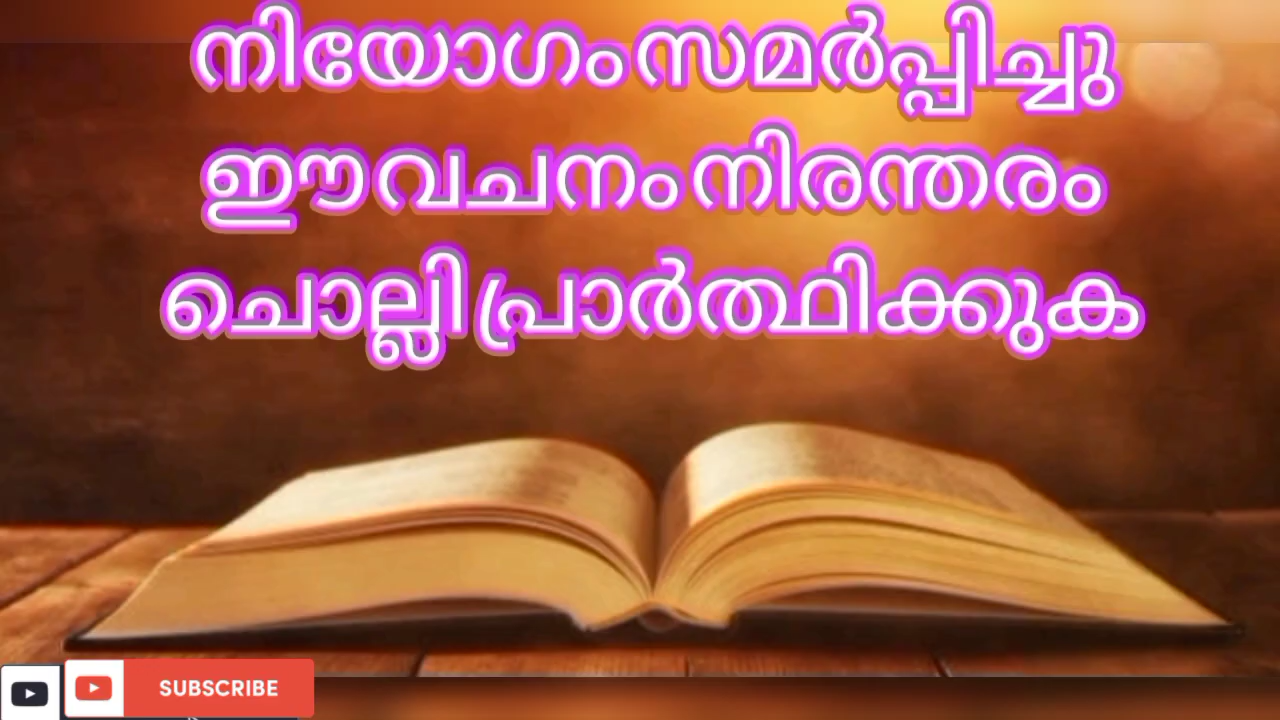 നിയോഗം സമർപ്പിച്ചു
ഈ വചനം നിരന്തരം
ചൊല്ലി പ്രാർത്ഥിക്കുക
SUBSCRIBE